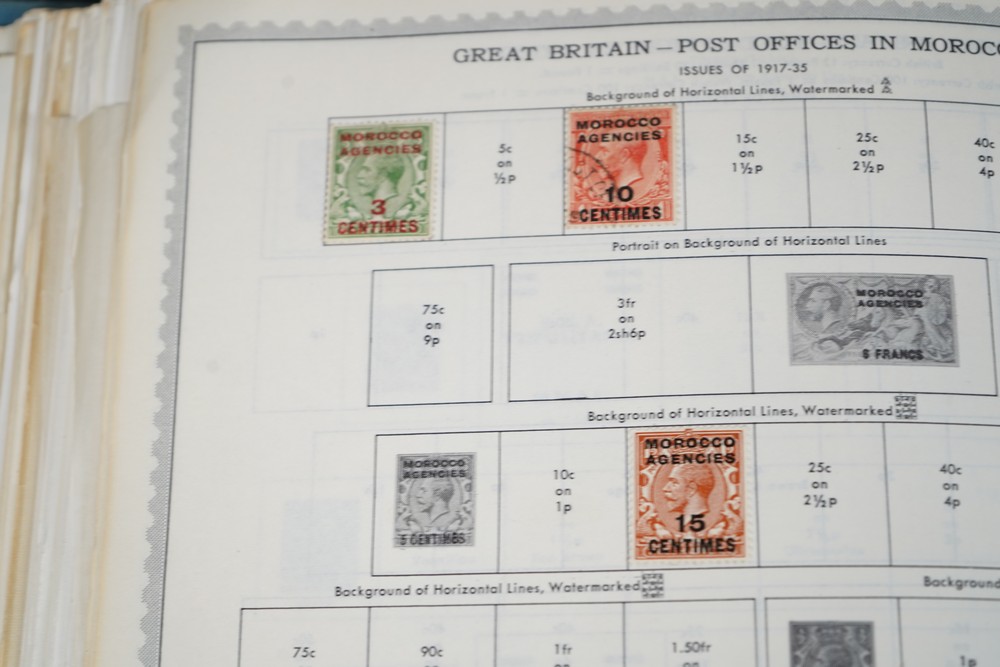 GREAT BRITAIN — POST OFFICES IN MOROC
ISSUES OF 1917-35
Background of Horizontal Lines, Watermarked
MOROCCO
AGENCIES
3
CENTIMES
5c
on
½p
MOROCCO
AGENCIES
10
CENTIMES
15c
on
1½p
25c
on
2½p
40c
on
4p
Portrait on Background of Horizontal Lines
75c
on
9p
3fr
on
2sh6p
MOROCCO
AGENCIES
6 FRANCS
Background of Horizontal Lines, Watermarked
MOROCCO
AGENCIES
5 CENTIMES
10c
on
1p
MOROCCO
AGENCIES
15
CENTIMES
25c
on
2½p
40c
on
4p
Background of Horizontal Lines, Watermarked
Background
75c
90c
1fr
on
1.50fr
on
1p